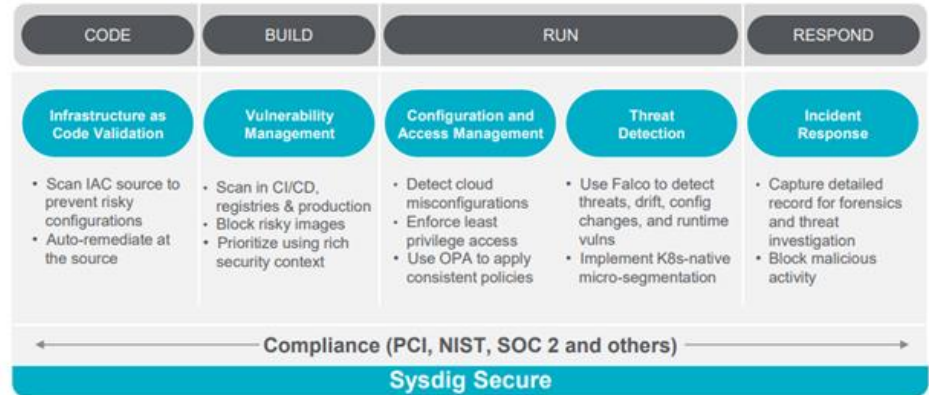 CODE
BUILD
RUN
RESPOND
Infrastructure as
Code Validation
• Scan IAC source to
prevent risky
configurations
• Auto-remediate at
the source
Vulnerability
Management
• Scan in CI/CD,
registries & production
• Block risky images
• Prioritize using rich
security context
Configuration and
Access Management
• Detect cloud
misconfigurations
• Enforce least
privilege access
• Use OPA to apply
consistent policies
Threat
Detection
• Use Falco to detect
threats, drift, config
changes, and runtime
vulns
• Implement K8s-native
micro-segmentation
Incident
Response
• Capture detailed
record for forensics
and threat
investigation
• Block malicious
activity
Compliance (PCI, NIST, SOC 2 and others)
Sysdig Secure